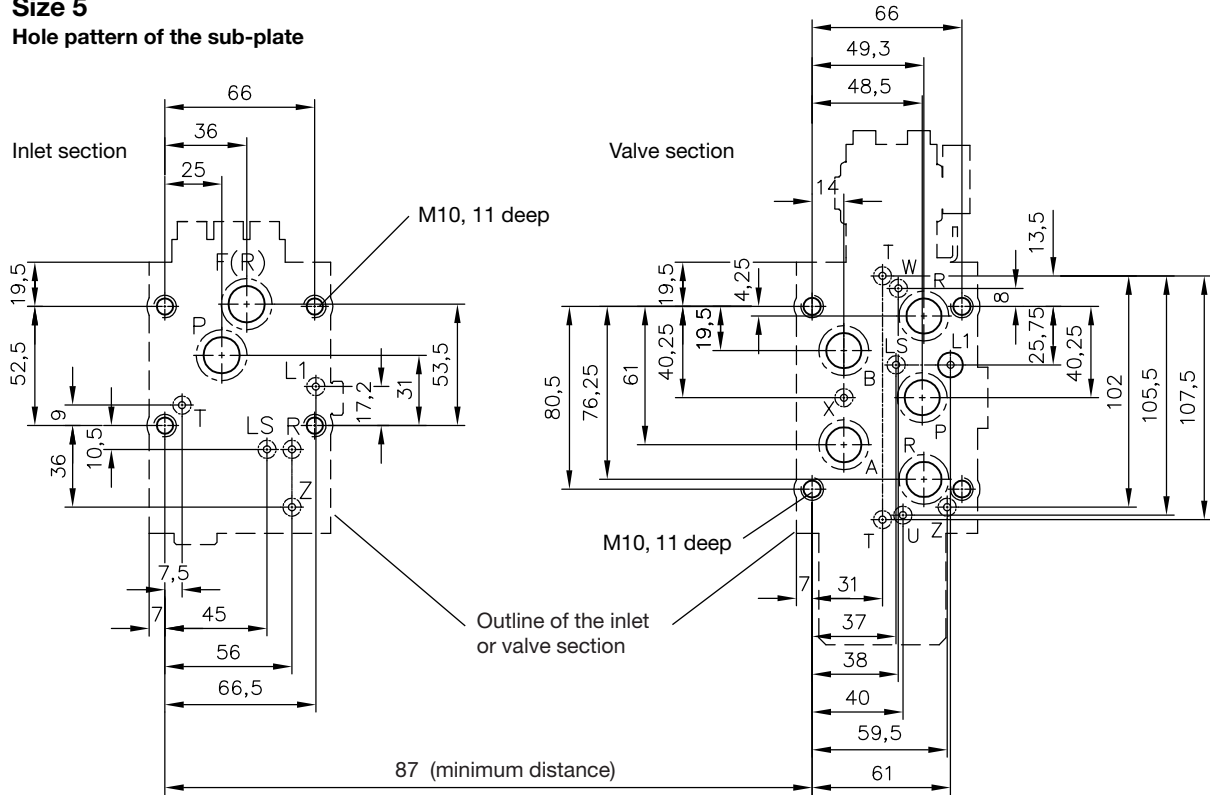 Size 5
Hole pattern of the sub-plate
Inlet section
66
36
25
M10, 11 deep
F(R)
P
L1
T
LS R
Z
19,5
52,5
9
10,5
36
53,5
31
17,2
7,5
7
45
56
66,5
Outline of the inlet
or valve section
87 (minimum distance)
Valve section
66
49,3
48,5
14
T
W
R
L1
LS
B
X
P
A
R
T
U
Z
19,5
4,25
19,5
40,25
61
76,25
80,5
13,5
8
25,75
40,25
102
105,5
107,5
M10, 11 deep
7
31
37
38
40
59,5
61